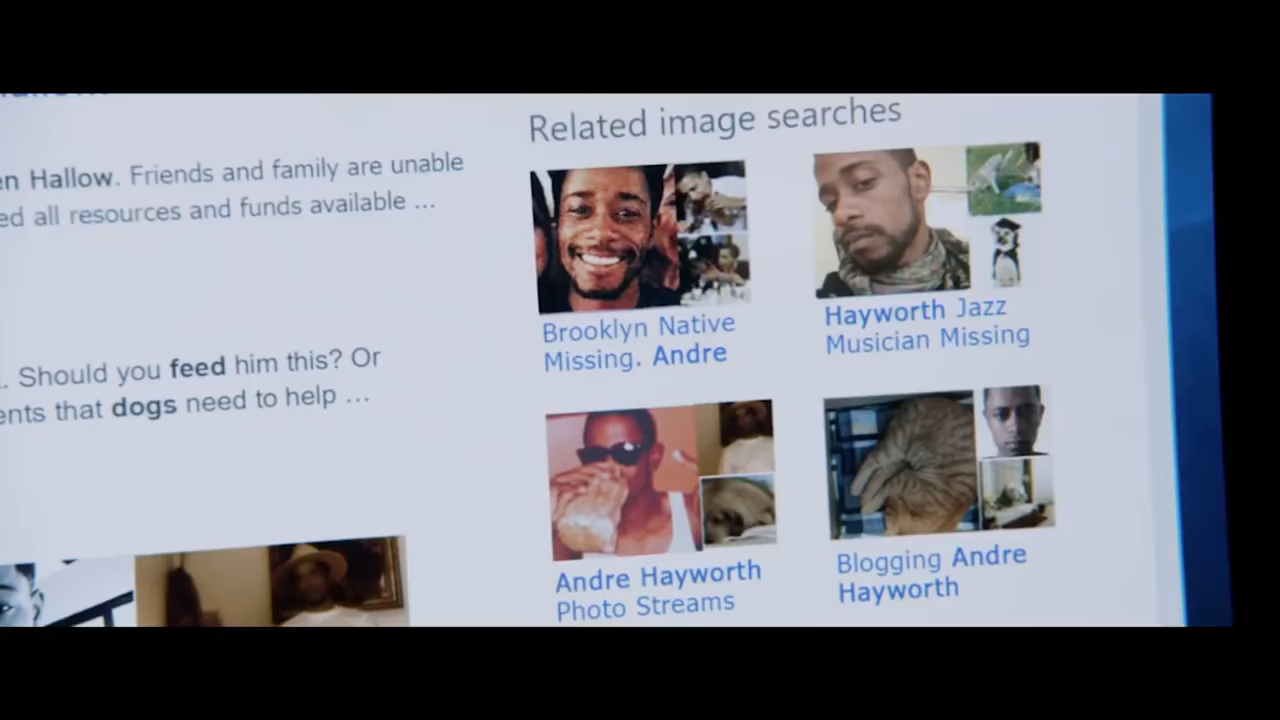 Related image searches
en Hallow. Friends and family are unable
ed all resources and funds available ...
Brooklyn Native
Missing. Andre
Hayworth Jazz
Musician Missing
. Should you feed him this? Or
ents that dogs need to help ...
Andre Hayworth
Photo Streams
Blogging Andre
Hayworth